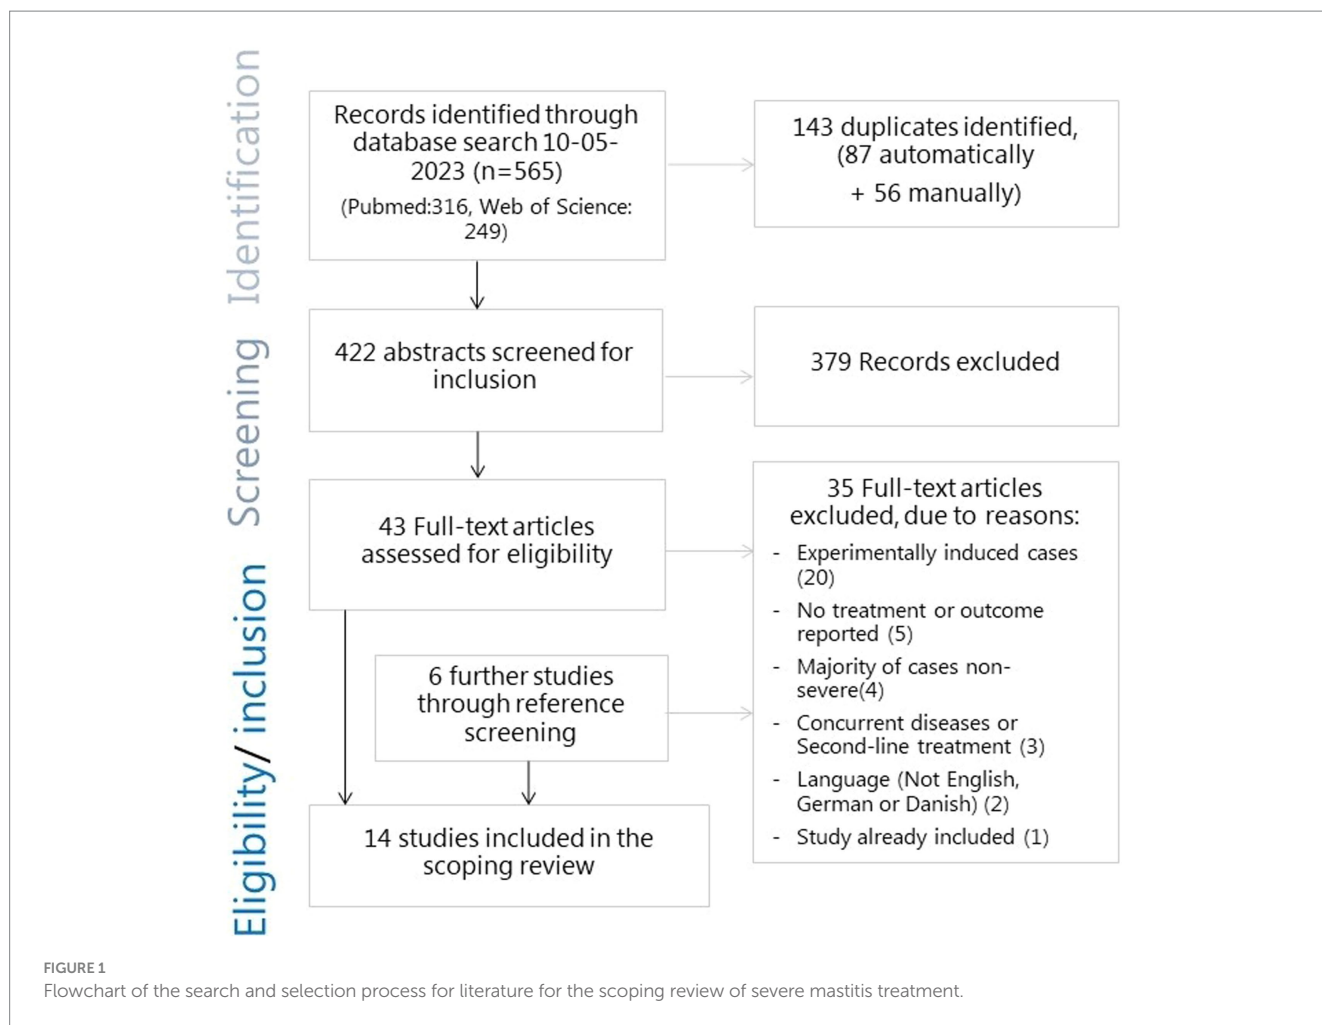 Identification
Records identified through
database search 10-05-
2023 (n=565)
(Pubmed:316, Web of Science:
249)
143 duplicates identified,
(87 automatically
+ 56 manually)
Screening
422 abstracts screened for
inclusion
379 Records excluded
Eligibility/ inclusion
43 Full-text articles
assessed for eligibility
35 Full-text articles
excluded, due to reasons:
- Experimentally induced cases
(20)
- No treatment or outcome
reported (5)
- Majority of cases non-
severe(4)
- Concurrent diseases or
Second-line treatment (3)
- Language (Not English,
German or Danish) (2)
- Study already included (1)
6 further studies
through reference
screening
14 studies included in the
scoping review
FIGURE 1
Flowchart of the search and selection process for literature for the scoping review of severe mastitis treatment.